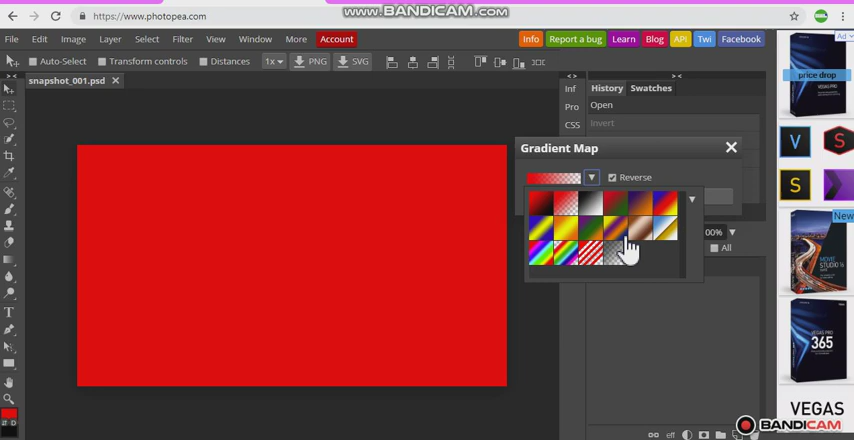 www.BANDICAM.com
https://www.photopea.com
File Edit Image Layer Select Filter View Window More Account Info Report a bug Learn Blog API Twi Facebook
Auto-Select Transform controls Distances 1x PNG SVG
snapshot_001.psd
Inf
Pro
CSS
History Swatches
Open
Invert
Gradient Map
Reverse
00%
All
T
D
eff
Ad
price drop
V
S
S
New
MOVIE
STUDIO
VEGAS PRO
365
VEGAS
BANDICAM